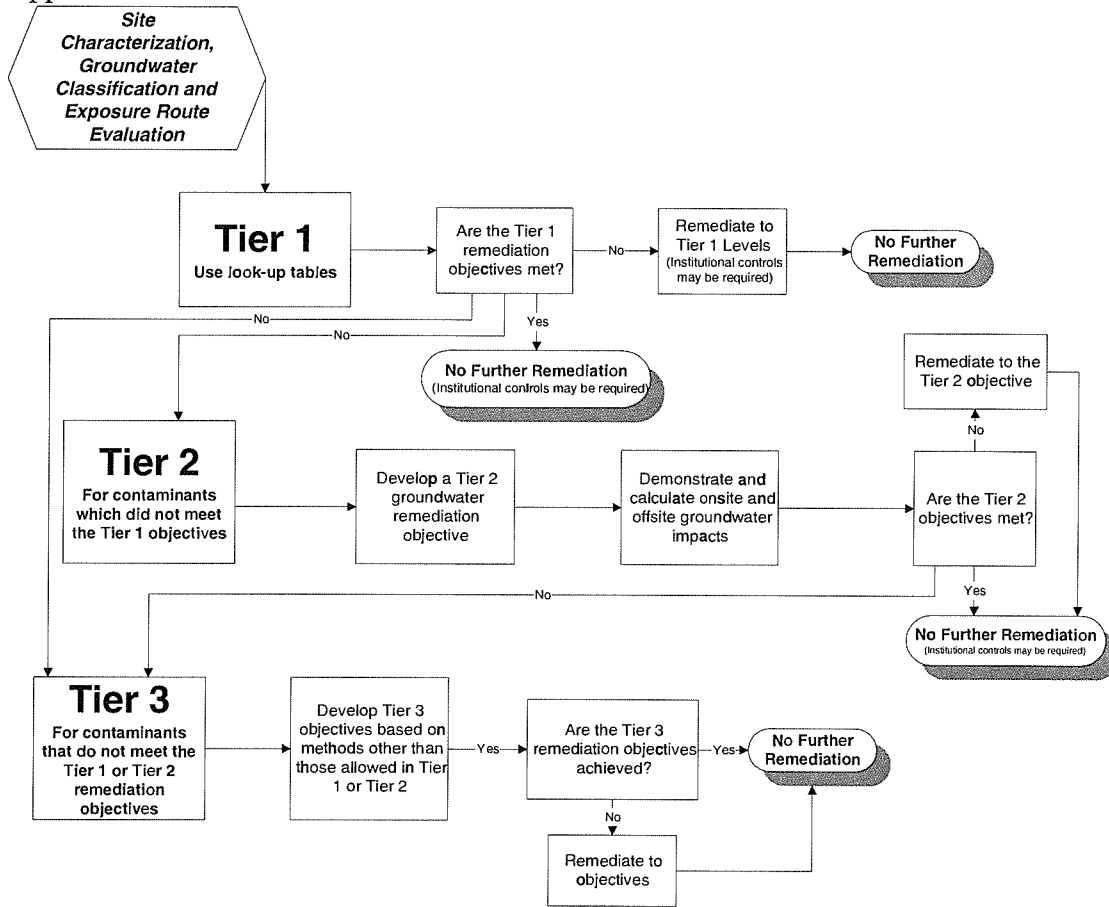 Site
Characterization,
Groundwater
Classification and
Exposure Route
Evaluation
Tier 1
Use look-up tables
Are the Tier 1
remediation
objectives met?
No
Remediate to
Tier 1 Levels
(Institutional controls
may be required)
No Further
Remediation
No
No
Yes
No Further Remediation
(Institutional controls may be required)
Remediate to the
Tier 2 objective
No
Tier 2
For contaminants
which did not meet
the Tier 1 objectives
Develop a Tier 2
groundwater
remediation
objective
Demonstrate and
calculate onsite and
offsite groundwater
impacts
Are the Tier 2
objectives met?
No
Yes
No Further Remediation
(Institutional controls may be required)
Tier 3
For contaminants
that do not meet the
Tier 1 or Tier 2
remediation
objectives
Develop Tier 3
objectives based on
methods other than
those allowed in Tier
1 or Tier 2
Yes
Are the Tier 3
remediation objectives
achieved?
Yes
No Further
Remediation
No
Remediate to
objectives